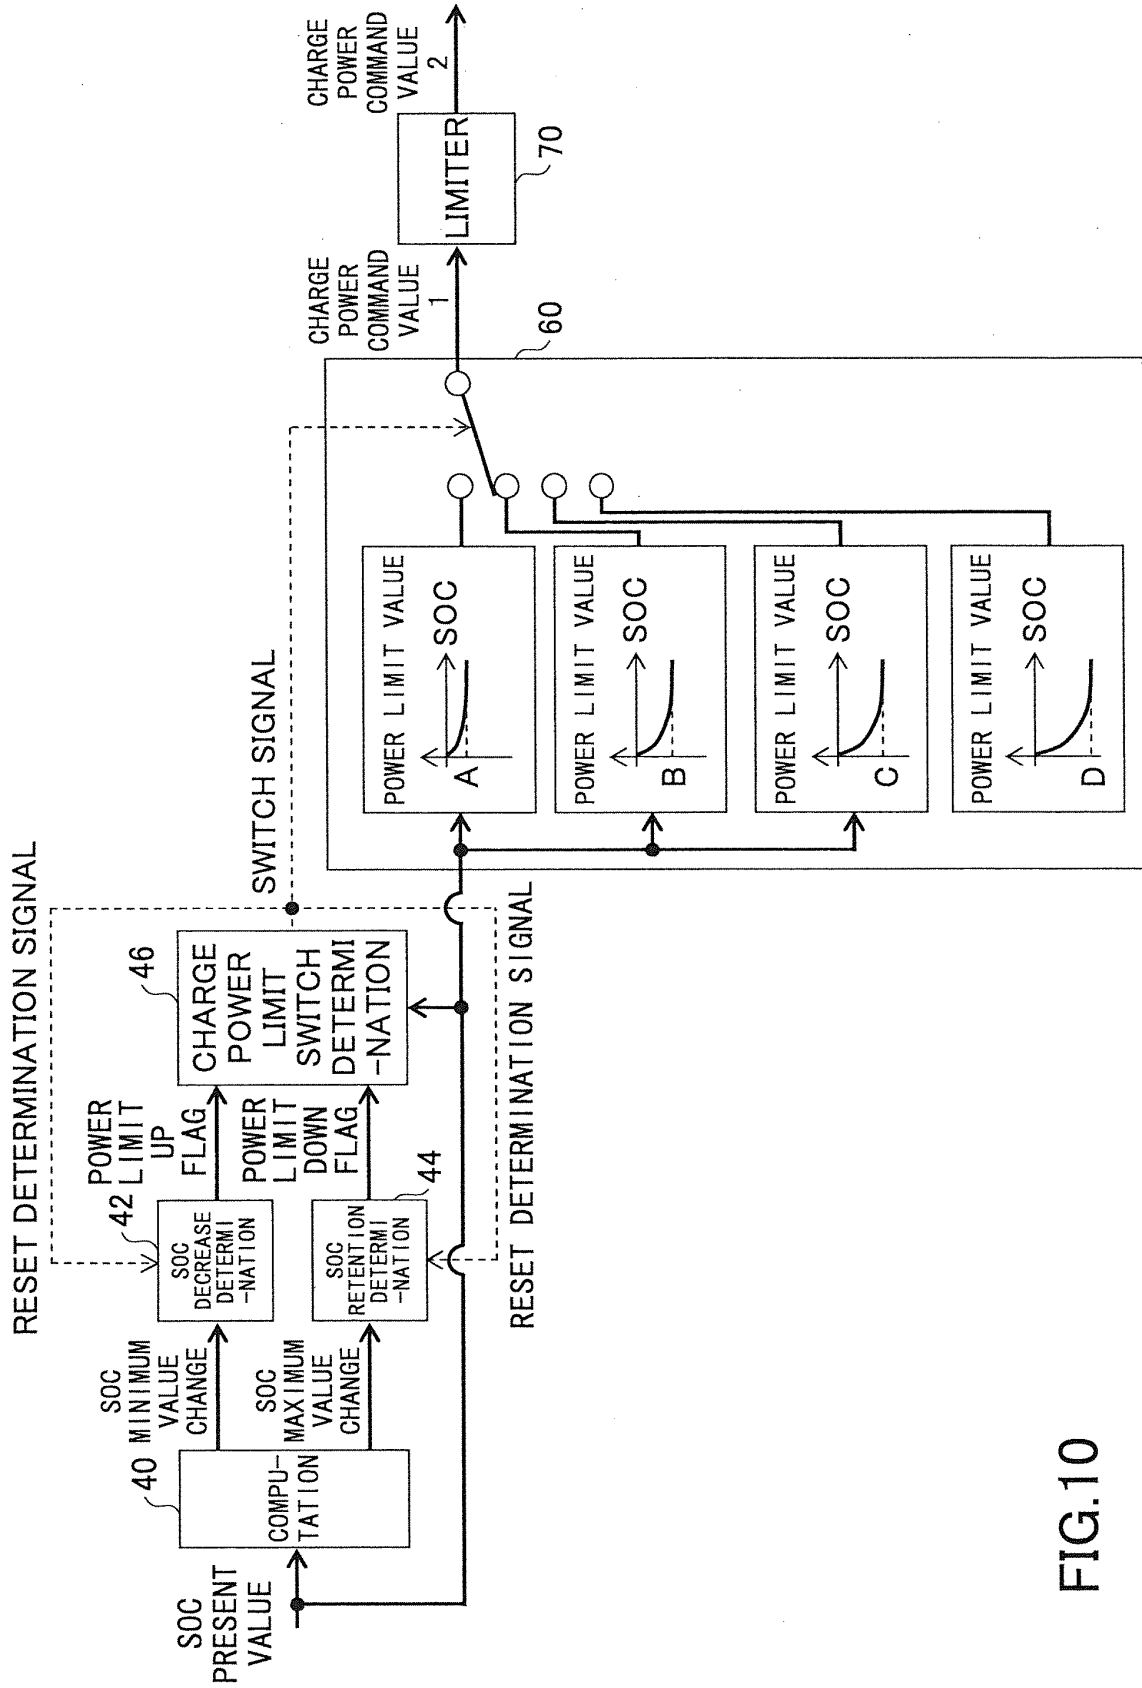 RESET DETERMINATION SIGNAL
SWITCH SIGNAL
SOC
PRESENT
VALUE
40
COMPU-
TATION
SOC
MINIMUM
VALUE
CHANGE
SOC
MAXIMUM
VALUE
CHANGE
42
SOC
DECREASE
DETERMI
-NATION
44
SOC
RETENTION
DETERMI
-NATION
POWER
LIMIT
UP
FLAG
POWER
LIMIT
DOWN
FLAG
46
CHARGE
POWER
LIMIT
SWITCH
DETERMI
-NATION
RESET DETERMINATION SIGNAL
POWER LIMIT VALUE
SOC
A
POWER LIMIT VALUE
SOC
B
POWER LIMIT VALUE
SOC
C
POWER LIMIT VALUE
SOC
D
60
CHARGE
POWER
COMMAND
VALUE
1
LIMITER
70
CHARGE
POWER
COMMAND
VALUE
2
FIG.10